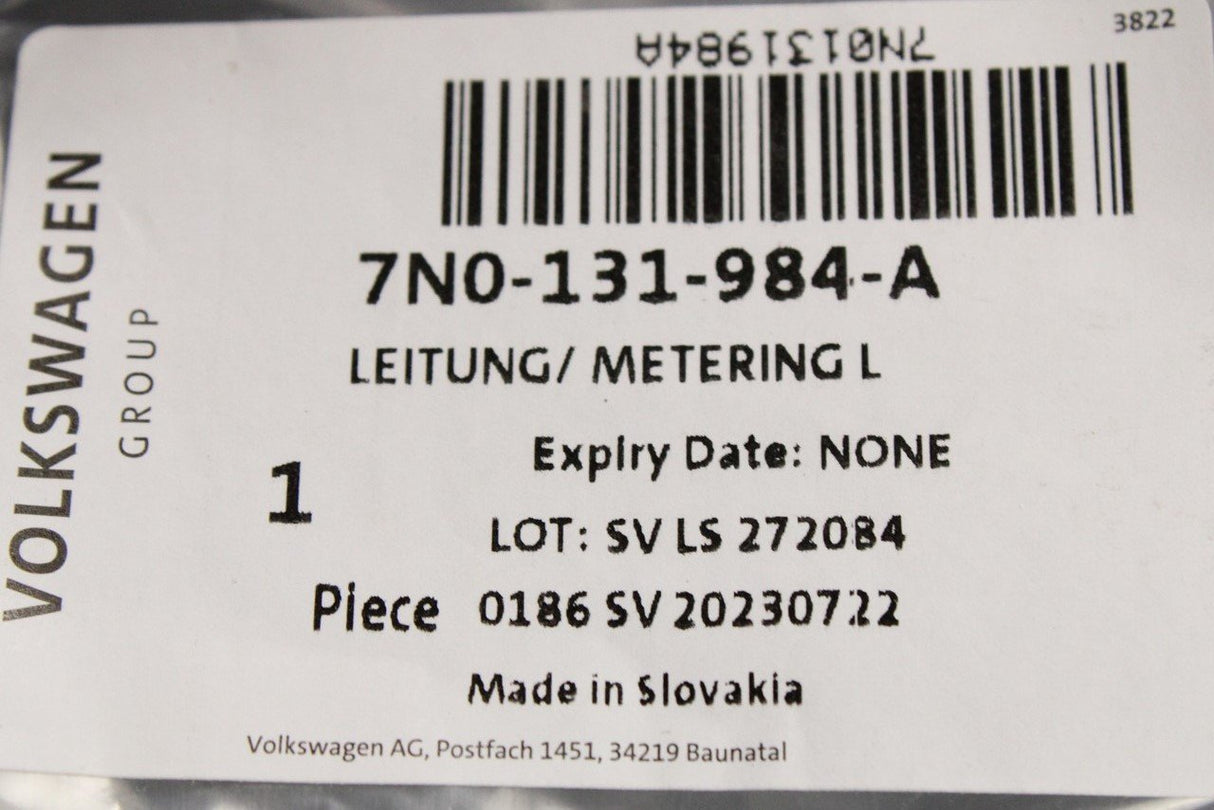 3822
7N0131984A
7N0-131-984-A
LEITUNG/ METERING L
Expiry Date: NONE
1
LOT: SV LS 272084
Piece 0186 SV 20230722
Made in Slovakia
Volkswagen AG, Postfach 1451, 34219 Baunatal
VOLKSWAGEN
GROUP